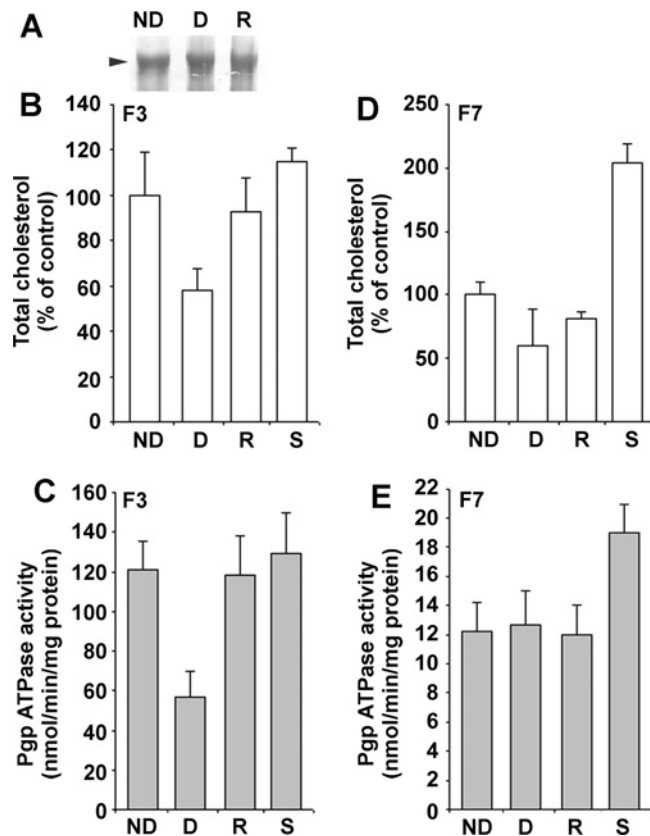 A
ND D R
B
F3
Total cholesterol
(% of control)
140
120
100
80
60
40
20
0
ND D R S
D
F7
Total cholesterol
(% of control)
250
200
150
100
50
0
ND D R S
C
F3
Pgp ATPase activity
(nmol/min/mg protein)
160
140
120
100
80
60
40
20
0
ND D R S
E
F7
Pgp ATPase activity
(nmol/min/mg protein)
22
20
18
16
14
12
10
8
6
4
2
0
ND D R S